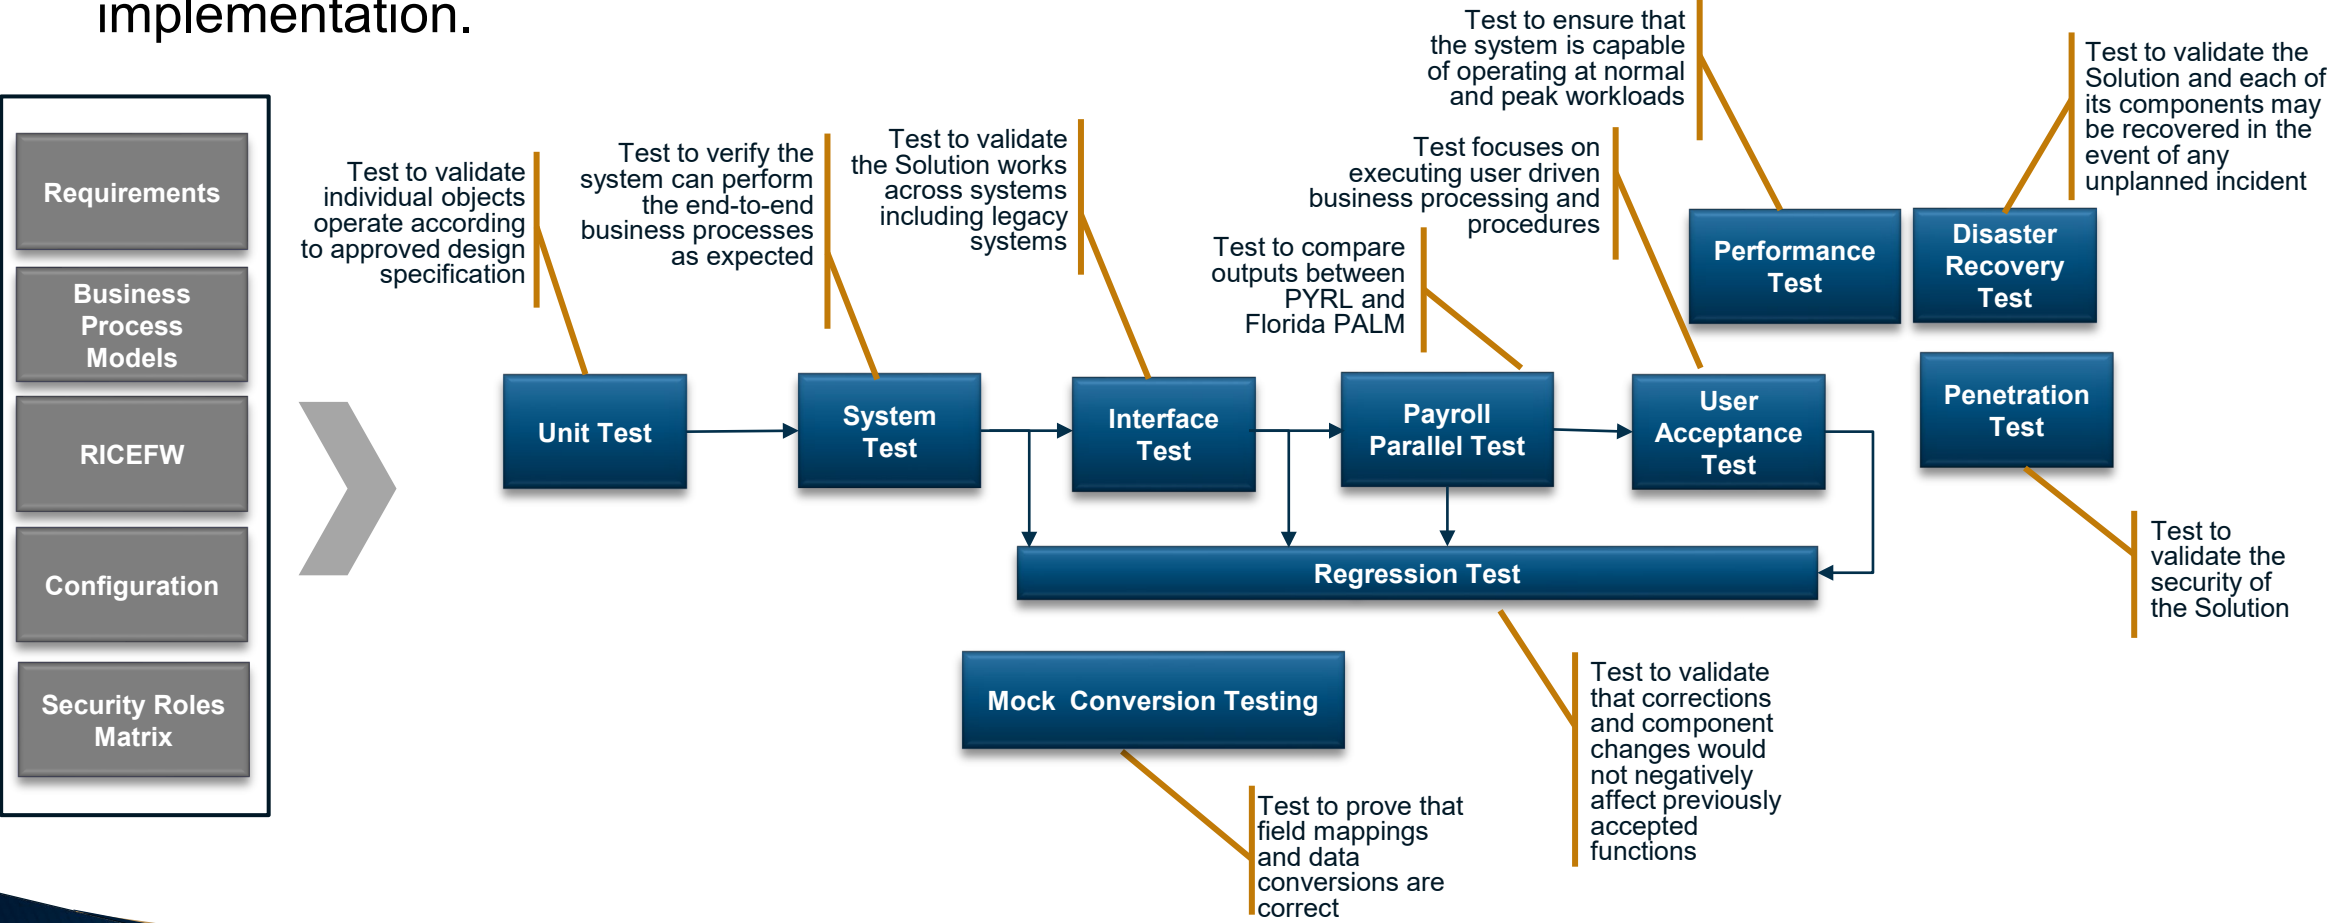 implementation.
Requirements
Business
Process
Models
RICEFW
Configuration
Security Roles
Matrix
Test to validate
individual objects
operate according
to approved design
specification
Test to verify the
system can perform
the end-to-end
business processes
as expected
Test to validate
the Solution works
across systems
including legacy
systems
Test to compare
outputs between
PYRL and
Florida PALM
Test focuses on
executing user driven
business processing and
procedures
Test to ensure that
the system is capable
of operating at normal
and peak workloads
Test to validate the
Solution and each of
its components may
be recovered in the
event of any
unplanned incident
Performance
Test
Disaster
Recovery
Test
Penetration
Test
Unit Test
System
Test
Interface
Test
Payroll
Parallel Test
User
Acceptance
Test
Regression Test
Mock Conversion Testing
Test to
validate the
security of
the Solution
Test to validate
that corrections
and component
changes would
not negatively
affect previously
accepted
functions
Test to prove that
field mappings
and data
conversions are
correct